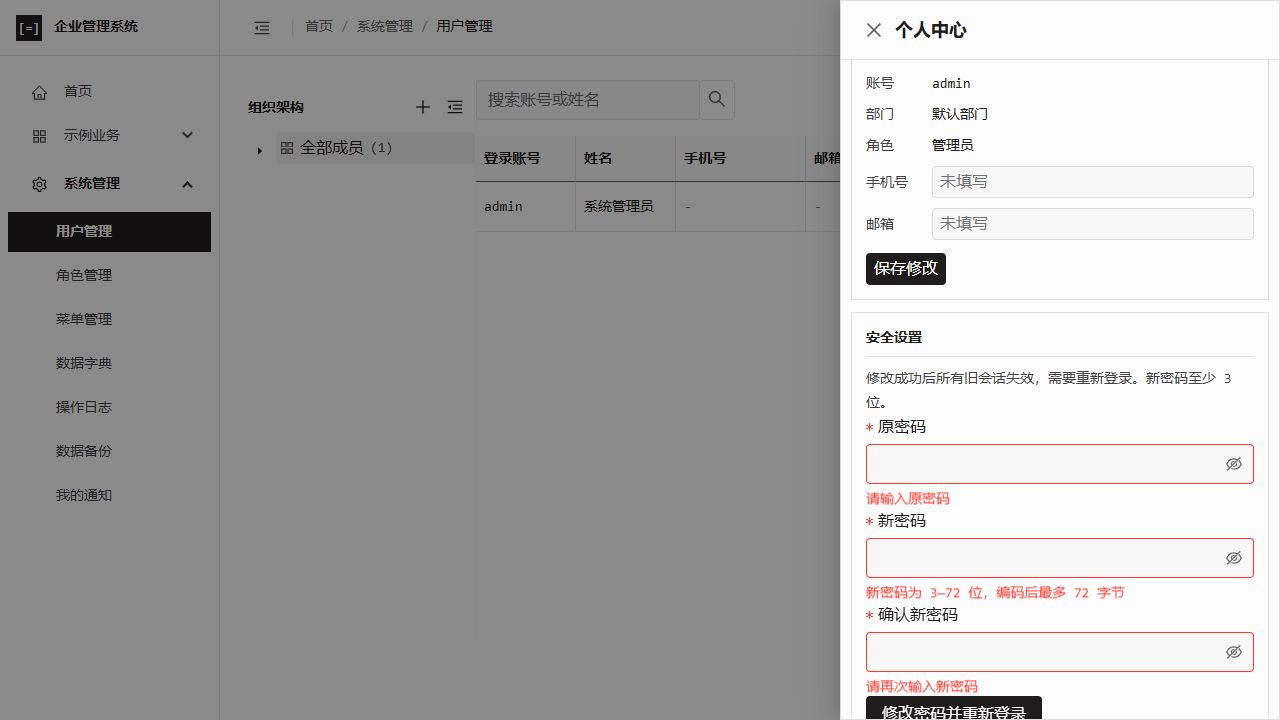 [=] 企业管理系统
首页 / 系统管理 / 用户管理
首页
示例业务
系统管理
用户管理
角色管理
菜单管理
数据字典
操作日志
数据备份
我的通知
组织架构
全部成员（1）
搜索账号或姓名
登录账号 姓名 手机号 邮箱
admin 系统管理员 - -
个人中心
账号 admin
部门 默认部门
角色 管理员
手机号 未填写
邮箱 未填写
保存修改
安全设置
修改成功后所有旧会话失效，需要重新登录。新密码至少 3
位。
* 原密码
请输入原密码
* 新密码
新密码为 3–72 位，编码后最多 72 字节
* 确认新密码
请再次输入新密码
修改密码并重新登录